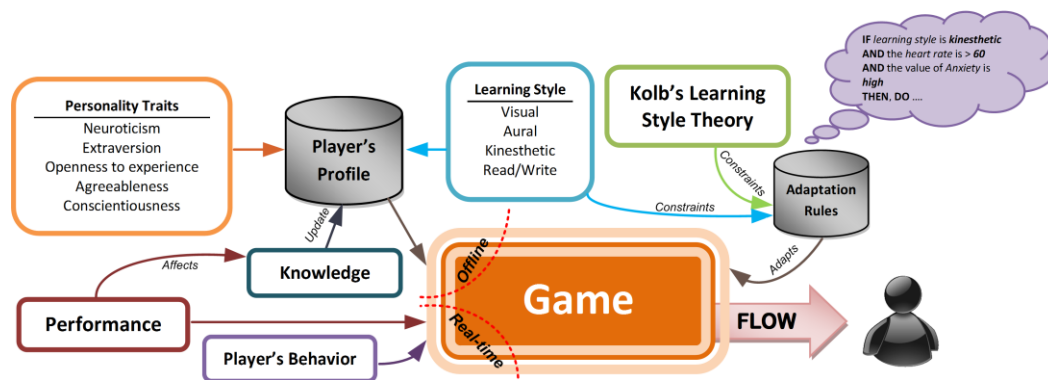 Personality Traits
Neuroticism
Extraversion
Openness to experience
Agreeableness
Conscientiousness
Player's
Profile
Learning Style
Visual
Aural
Kinesthetic
Read/Write
Kolb's Learning
Style Theory
IF learning style is kinesthetic
AND the heart rate is > 60
AND the value of Anxiety is
high
THEN, DO ....
Constraints
Constraints
Adaptation
Rules
Adapts
Update
Affects
Knowledge
Performance
Player's Behavior
Offline
Real-time
Game
FLOW